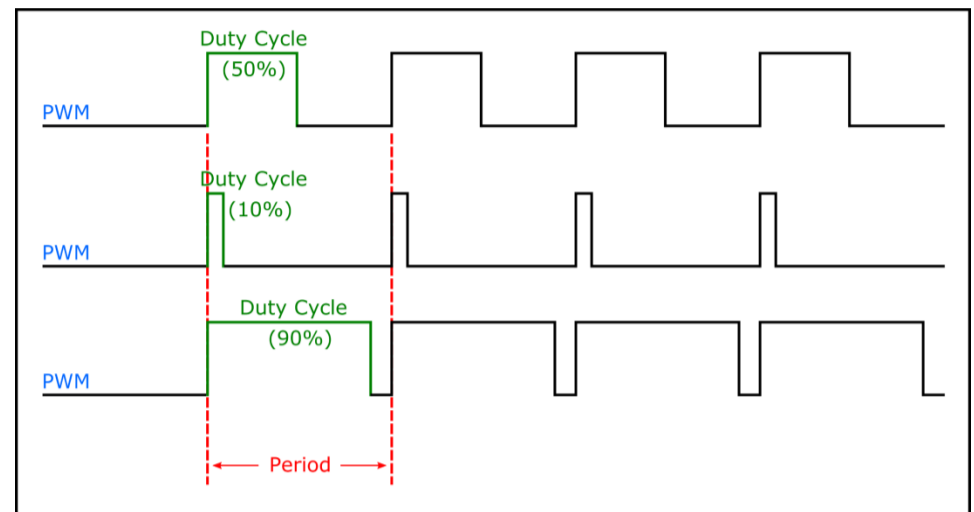 Duty Cycle
(50%)
PWM
Duty Cycle
(10%)
PWM
Duty Cycle
(90%)
PWM
Period